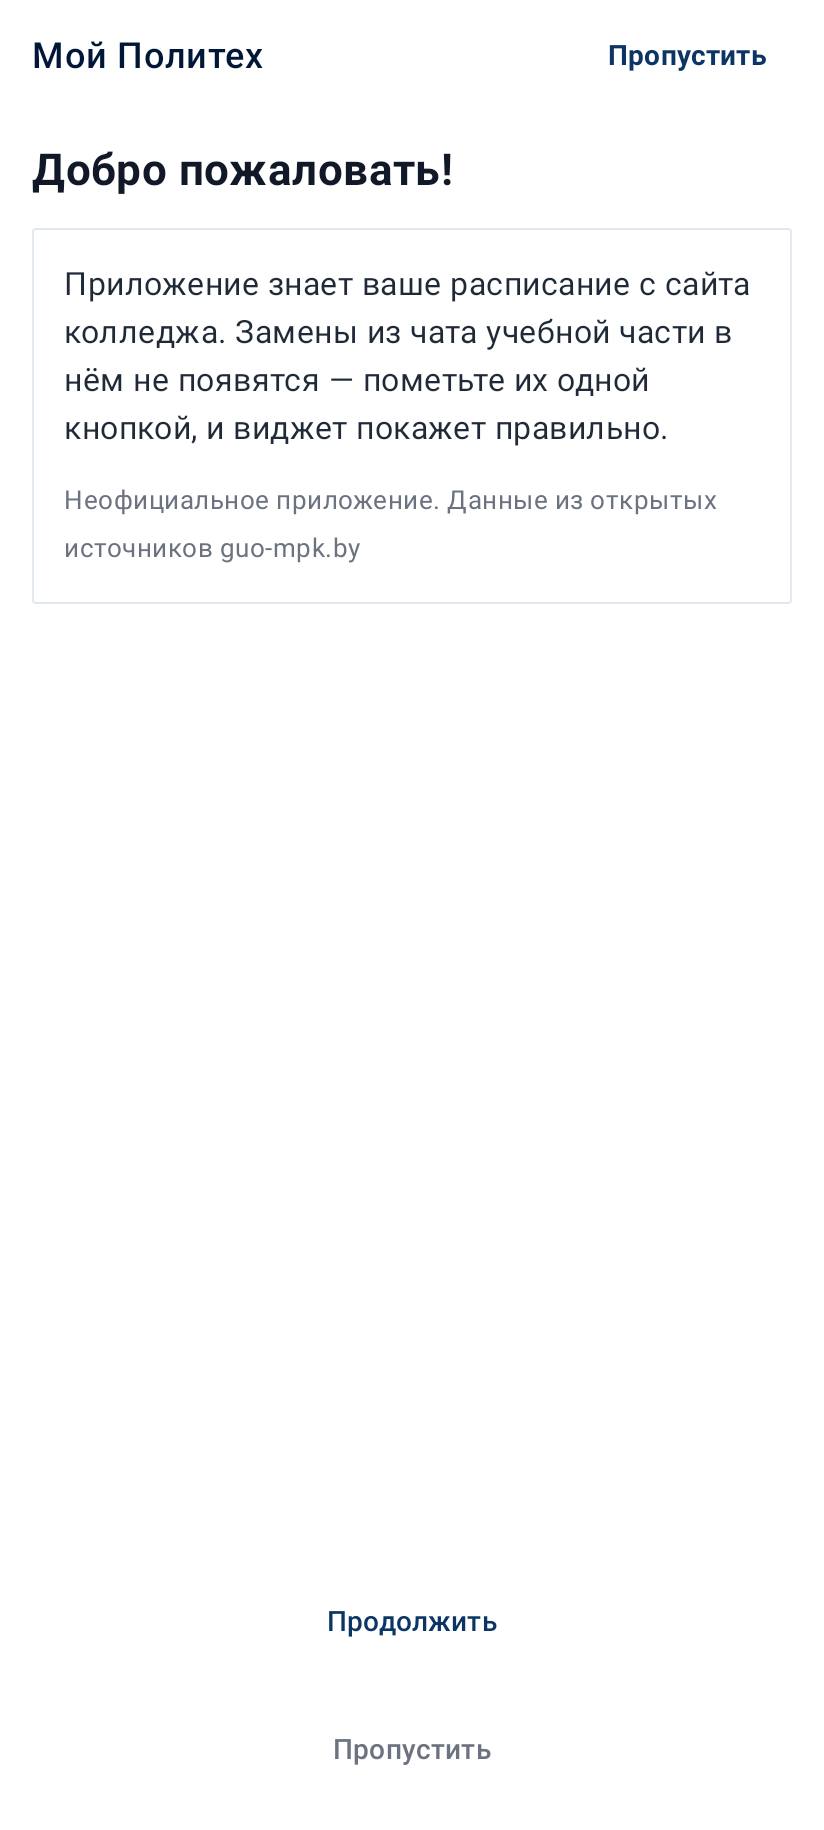 Мой Политех
Пропустить
Добро пожаловать!
Приложение знает ваше расписание с сайта
колледжа. Замены из чата учебной части в
нём не появятся — пометьте их одной
кнопкой, и виджет покажет правильно.
Неофициальное приложение. Данные из открытых
источников guo-mpk.by
Продолжить
Пропустить